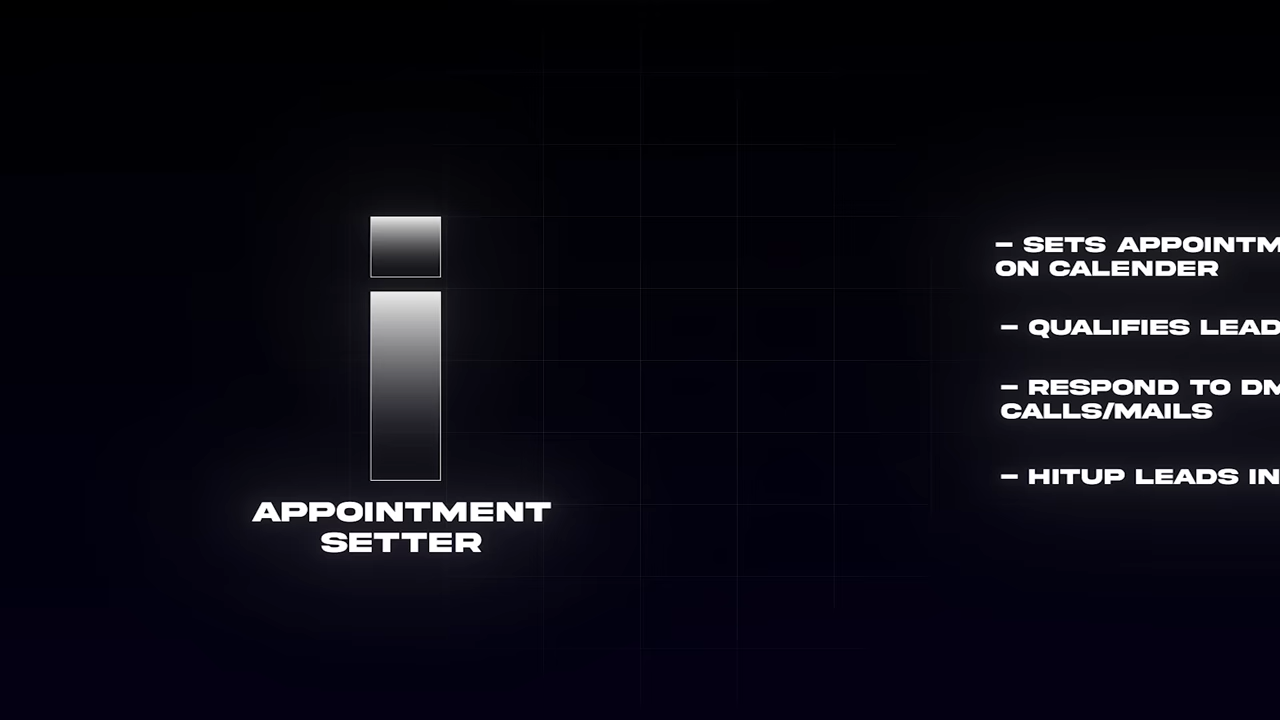 APPOINTMENT
SETTER
– SETS APPOINTM
ON CALENDER
– QUALIFIES LEAD
– RESPOND TO DM
CALLS/MAILS
– HITUP LEADS IN